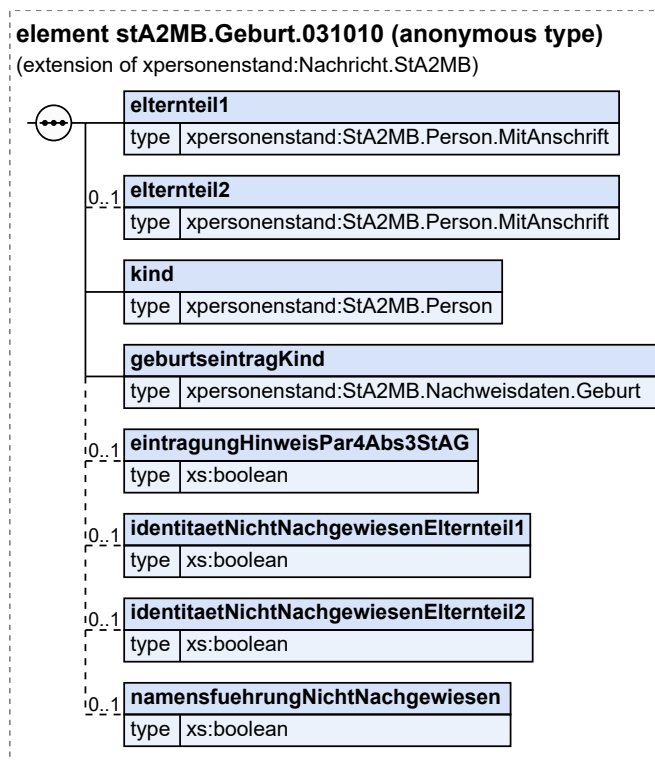 element stA2MB.Geburt.031010 (anonymous type)
(extension of xpersonenstand:Nachricht.StA2MB)
elternteil1
type xpersonenstand:StA2MB.Person.MitAnschrift
0..1 elternteil2
type xpersonenstand:StA2MB.Person.MitAnschrift
kind
type xpersonenstand:StA2MB.Person
geburtseintragKind
type xpersonenstand:StA2MB.Nachweisdaten.Geburt
0..1 eintragungHinweisPar4Abs3StAG
type xs:boolean
0..1 identitaetNichtNachgewiesenElternteil1
type xs:boolean
0..1 identitaetNichtNachgewiesenElternteil2
type xs:boolean
0..1 namensfuehrungNichtNachgewiesen
type xs:boolean